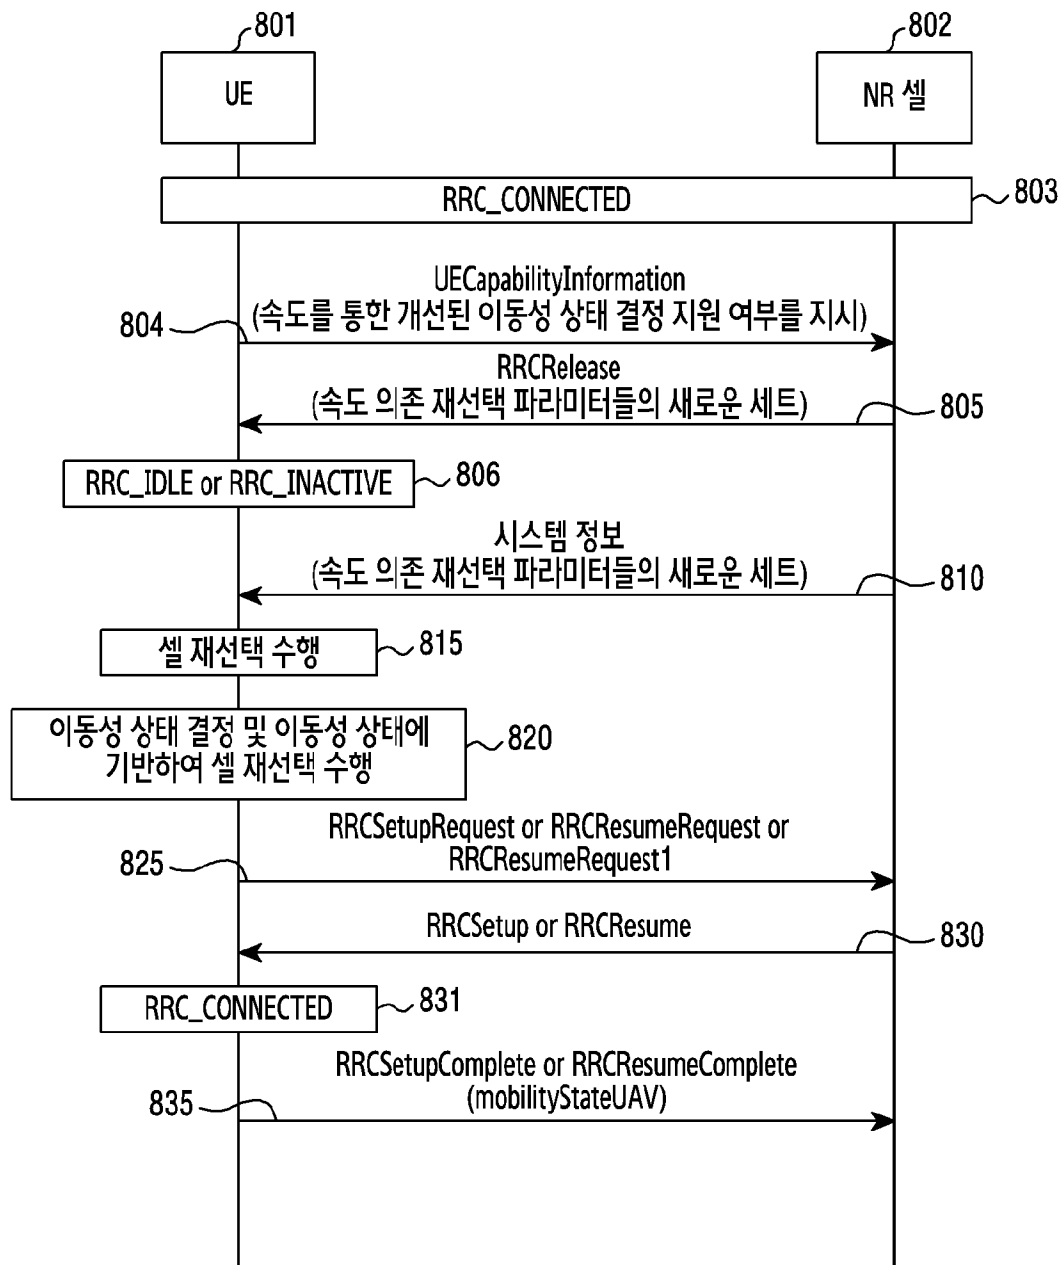 801
802
UE
NR 셀
RRC_CONNECTED
803
UECapabilityInformation
(속도를 통한 개선된 이동성 상태 결정 지원 여부를 지시)
804
RRCRelease
(속도 의존 재선택 파라미터들의 새로운 세트)
805
RRC_IDLE or RRC_INACTIVE
806
시스템 정보
(속도 의존 재선택 파라미터들의 새로운 세트)
810
셀 재선택 수행
815
이동성 상태 결정 및 이동성 상태에
기반하여 셀 재선택 수행
820
RRCSetupRequest or RRCResumeRequest or
RRCResumeRequest1
825
RRCSetup or RRCResume
830
RRC_CONNECTED
831
RRCSetupComplete or RRCResumeComplete
(mobilityStateUAV)
835